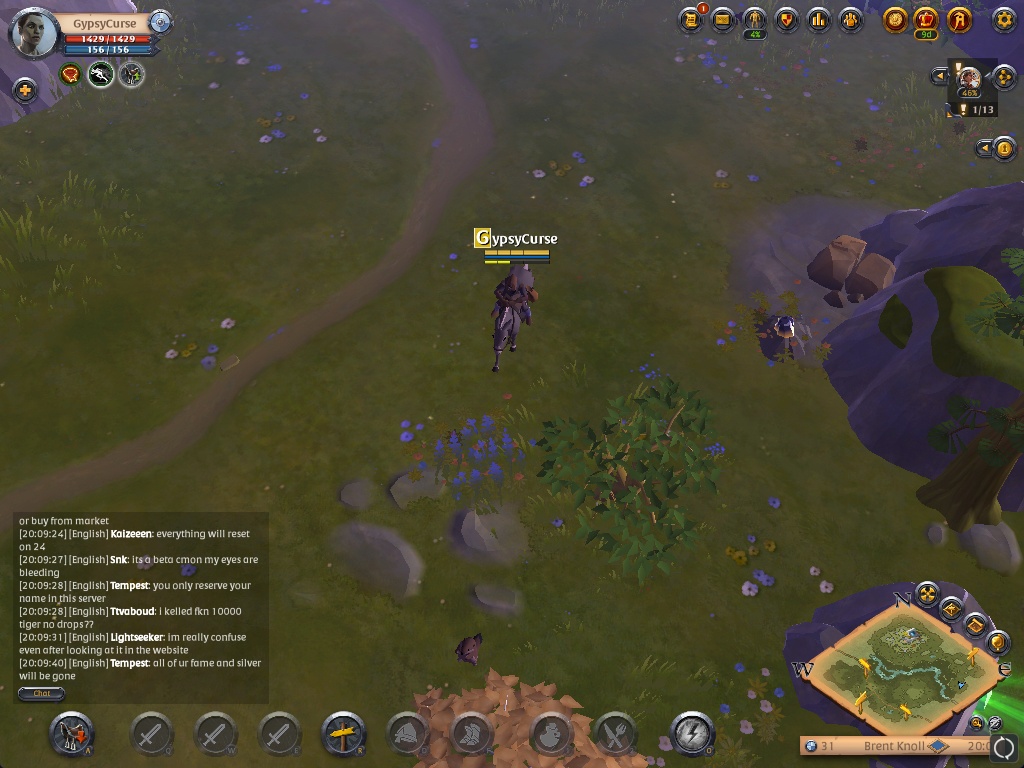 GypsyCurse
1429 / 1429
156 / 156
1
4%
9d
46%
1/13
GypsyCurse
or buy from market
[20:09:24] [English] Kaizeeen: everything will reset
on 24
[20:09:27] [English] Snk: its a beta cmon my eyes are
bleeding
[20:09:28] [English] Tempest: you only reserve your
name in this server
[20:09:28] [English] Ttvaboud: i kelled fkn 10000
tiger no drops??
[20:09:31] [English] Lightseeker: im really confuse
even after looking at it in the website
[20:09:40] [English] Tempest: all of ur fame and silver
will be gone
Chat
A Q W E R O
N
W E
31 Brent Knoll